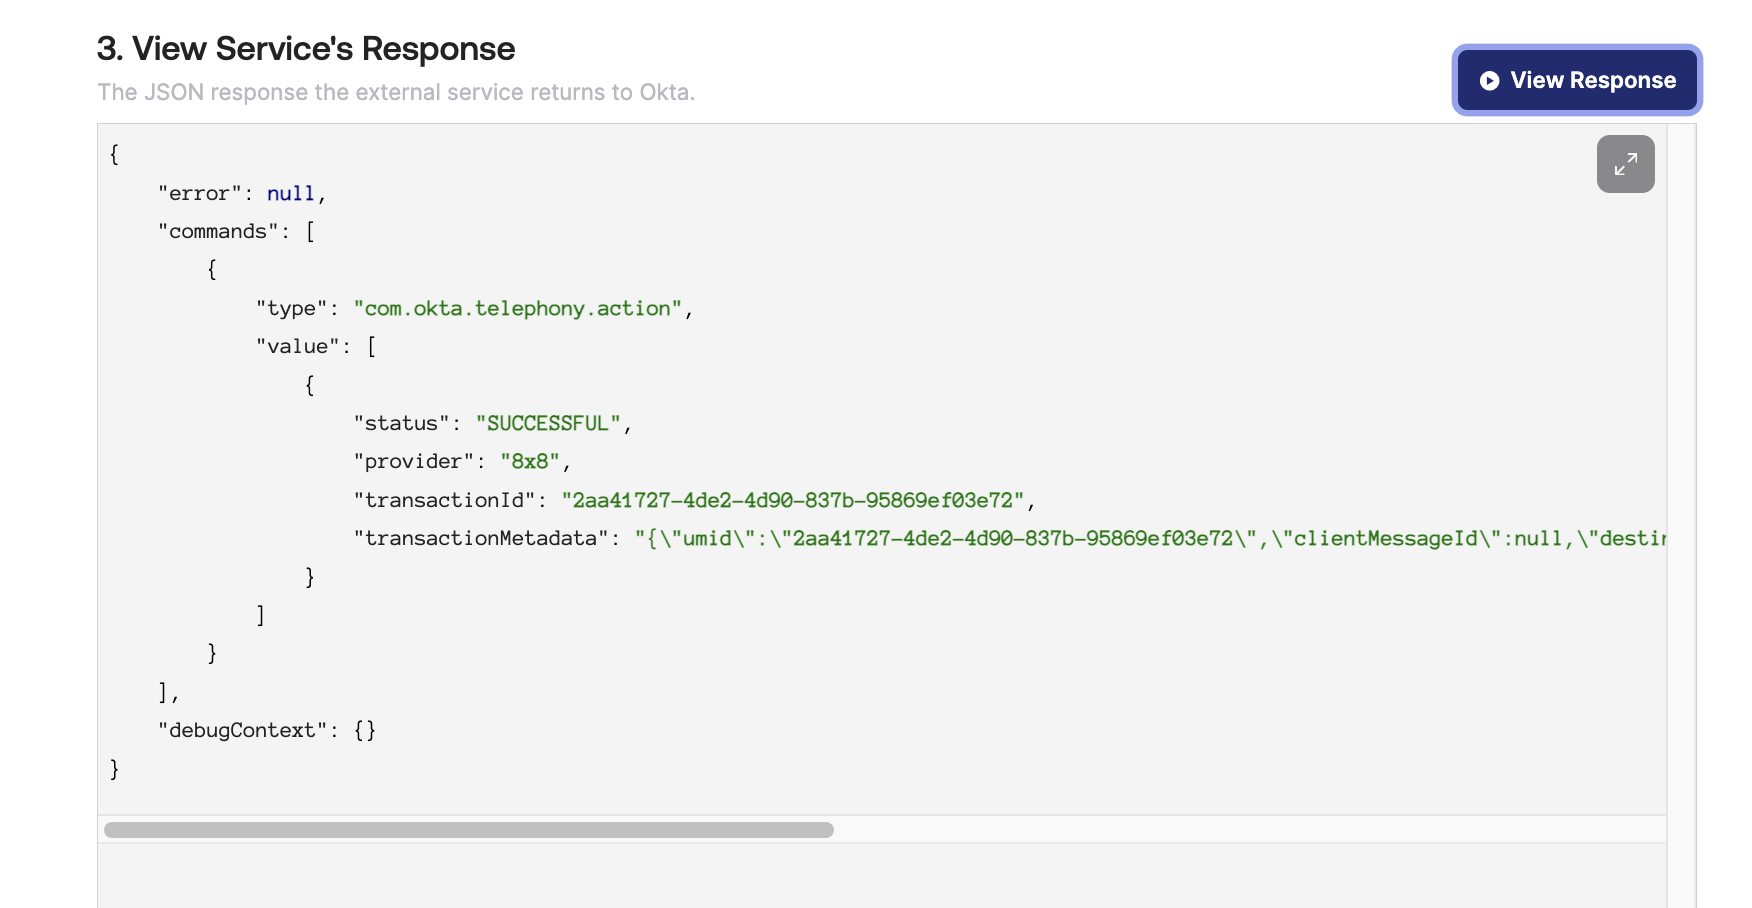 3. View Service's Response
The JSON response the external service returns to Okta.
View Response
{
    "error": null,
    "commands": [
        {
            "type": "com.okta.telephony.action",
            "value": [
                {
                    "status": "SUCCESSFUL",
                    "provider": "8x8",
                    "transactionId": "2aa41727-4de2-4d90-837b-95869ef03e72",
                    "transactionMetadata": "{\"umid\":\"2aa41727-4de2-4d90-837b-95869ef03e72\",\"clientMessageId\":null,\"destin
                }
            ]
        }
    ],
    "debugContext": {}
}